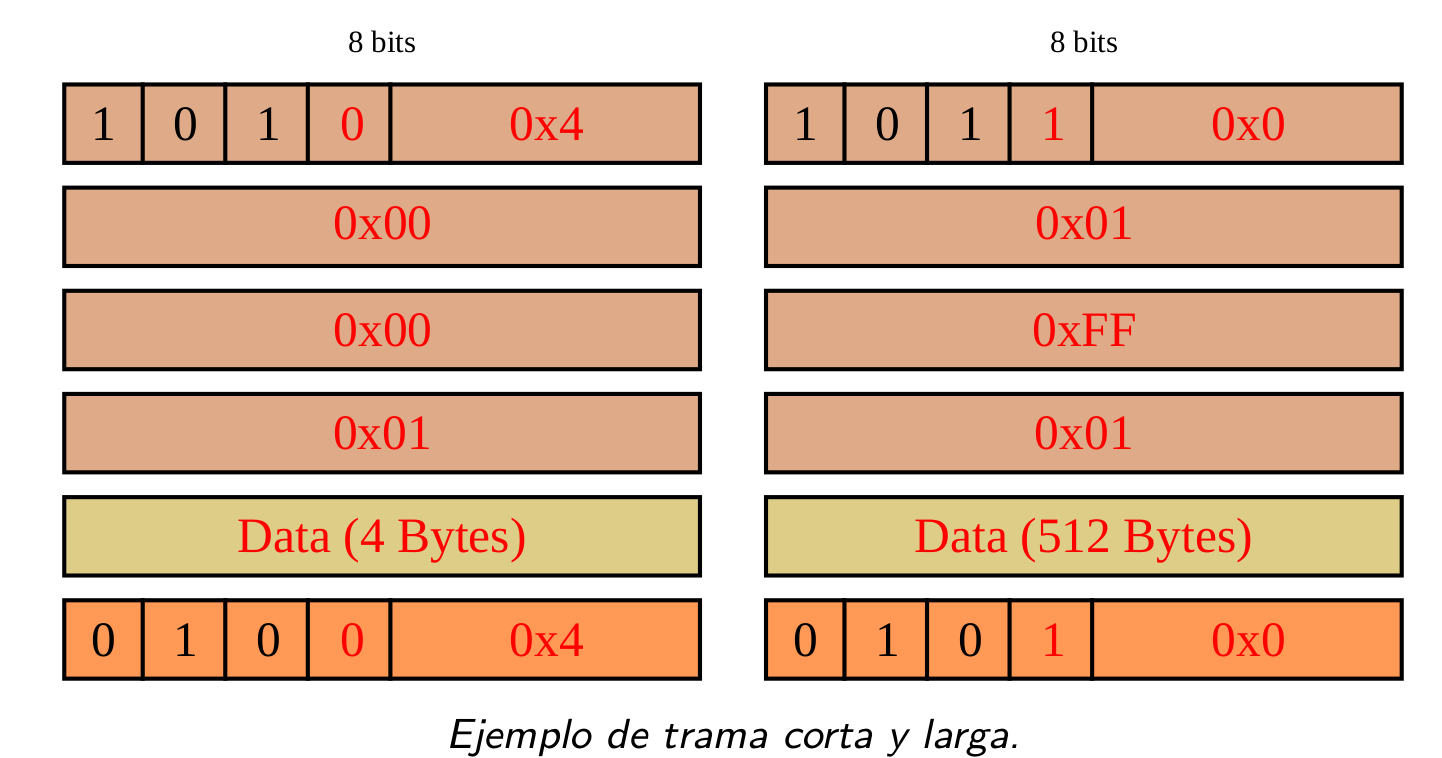 8 bits 8 bits
1 0 1 0 0x4 1 0 1 1 0x0
0x00 0x01
0x00 0xFF
0x01 0x01
Data (4 Bytes) Data (512 Bytes)
0 1 0 0 0x4 0 1 0 1 0x0
Ejemplo de trama corta y larga.